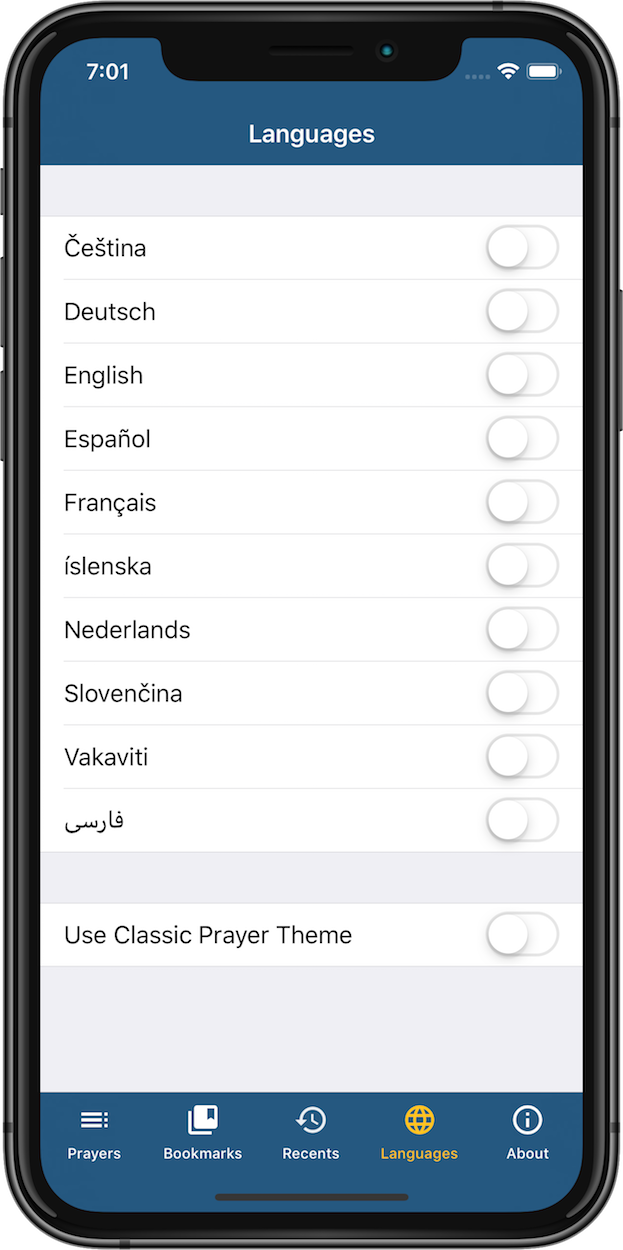 7:01
Languages
Čeština
Deutsch
English
Español
Français
íslenska
Nederlands
Slovenčina
Vakaviti
فارسی
Use Classic Prayer Theme
Prayers Bookmarks Recents Languages About